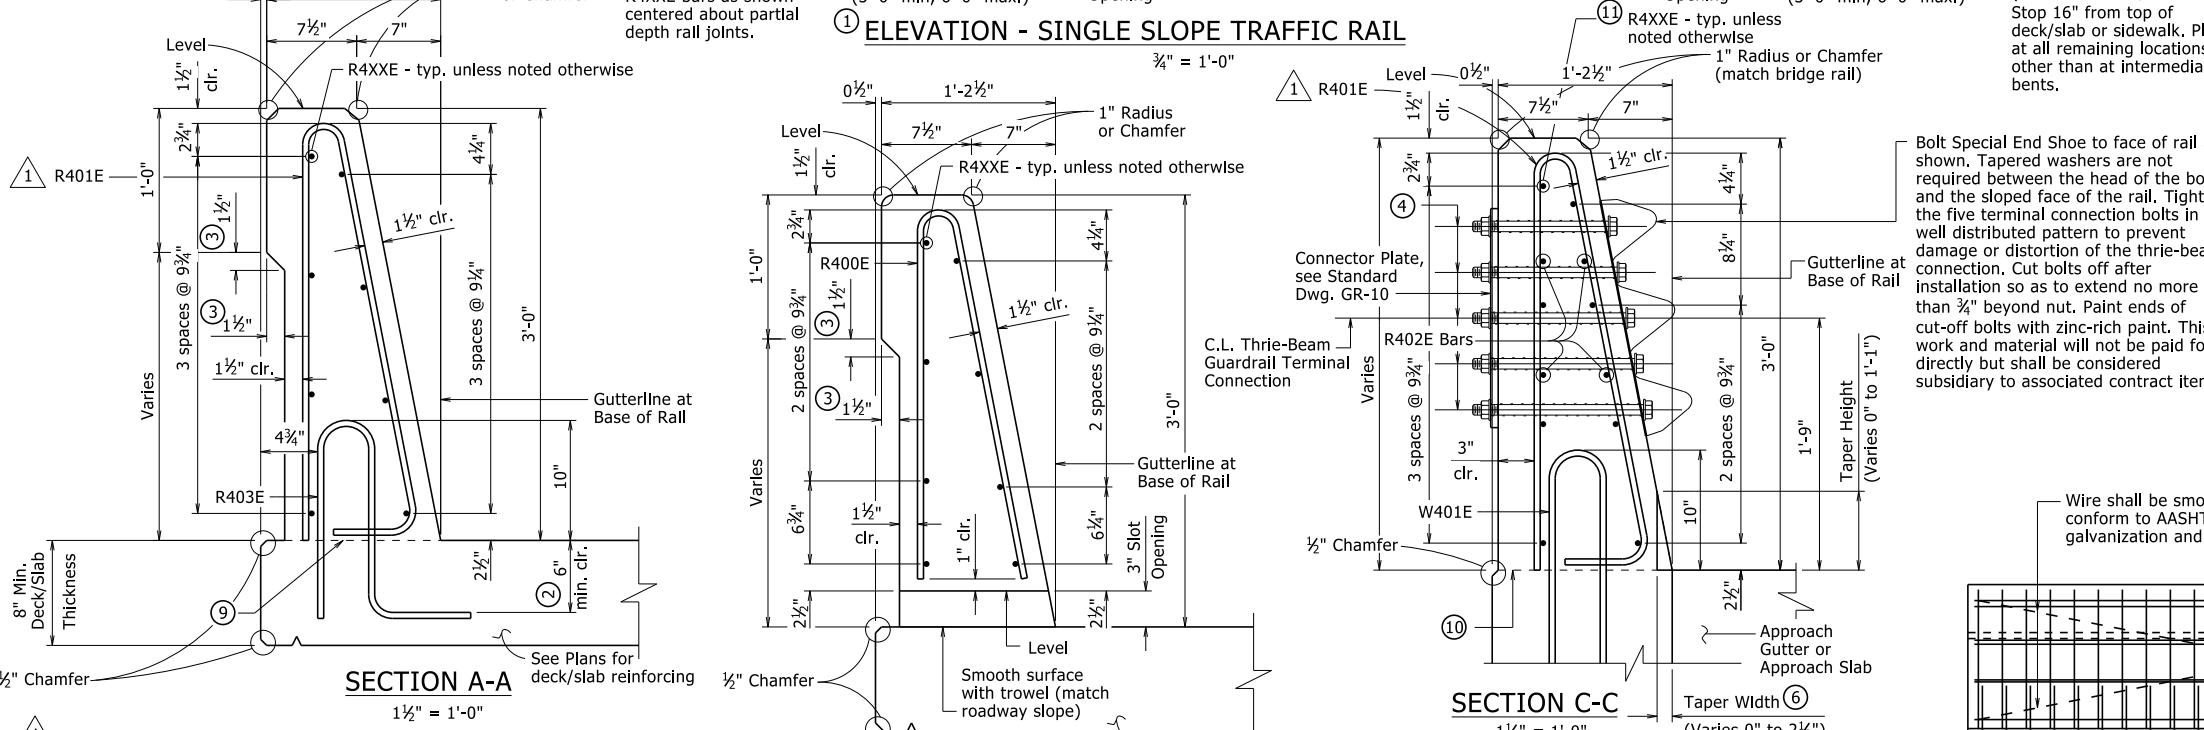 centered about partial
depth rail joints.
① ELEVATION - SINGLE SLOPE TRAFFIC RAIL
¾" = 1'-0"
Stop 16" from top of
deck/slab or sidewalk.
at all remaining locations
other than at
bents.
7½"
7"
Level
1½"
clr.
R4XXE - typ. unless noted otherwise
2¾"
4¼"
1 R401E
1'-0"
③ 1½"
1½" clr.
3 spaces @ 9¾"
③ 1½"
3 spaces @ 9¼"
3'-0"
1½" clr.
Varies
Gutterline at
Base of Rail
4¾"
10"
R403E
8" Min.
Deck/Slab
Thickness
⑨
2½"
② 6"
min. clr.
½" Chamfer
See Plans for
deck/slab reinforcing
SECTION A-A
1½" = 1'-0"
0½"
1'-2½"
1" Radius
or Chamfer
Level
7½"
7"
1½"
clr.
R4XXE - typ. unless noted otherwise
2¾"
4¼"
R400E
1'-0"
③ 1½"
1½" clr.
2 spaces @ 9¾"
2 spaces @ 9¼"
③ 1½"
3'-0"
Varies
Gutterline at
Base of Rail
6¾"
1½"
clr.
1" clr.
6¼"
3" Slot
Opening
2½"
2½"
Level
½" Chamfer
Smooth surface
with trowel (match
roadway slope)
⑪ R4XXE - typ. unless
noted otherwise
1" Radius or Chamfer
(match bridge rail)
Level
0½"
1'-2½"
1 R401E
1½"
clr.
7½"
7"
1½" clr.
2¾"
4¼"
④
8¼"
Connector Plate,
see Standard
Dwg. GR-10
Gutterline at
Base of Rail
C.L. Thrie-Beam
Guardrail Terminal
Connection
R402E Bars
Varies
3 spaces @ 9¾"
2 spaces @ 9¾"
3'-0"
1'-9"
Taper Height
(Varies 0" to 1'-1")
3"
clr.
W401E
10"
½" Chamfer
⑩
2½"
Approach
Gutter or
Approach Slab
SECTION C-C
Taper Width ⑥
Bolt Special End Shoe to face of rail
shown. Tapered washers are not
required between the head of the
and the sloped face of the rail.
the five terminal connection bolts in
well distributed pattern to prevent
damage or distortion of the
connection. Cut bolts off after
installation so as to extend no more
than ¾" beyond nut. Paint ends of
cut-off bolts with zinc-rich paint.
work and material will not be paid
directly but shall be considered
subsidiary to associated contract
Wire shall be
conform to
galvanization and